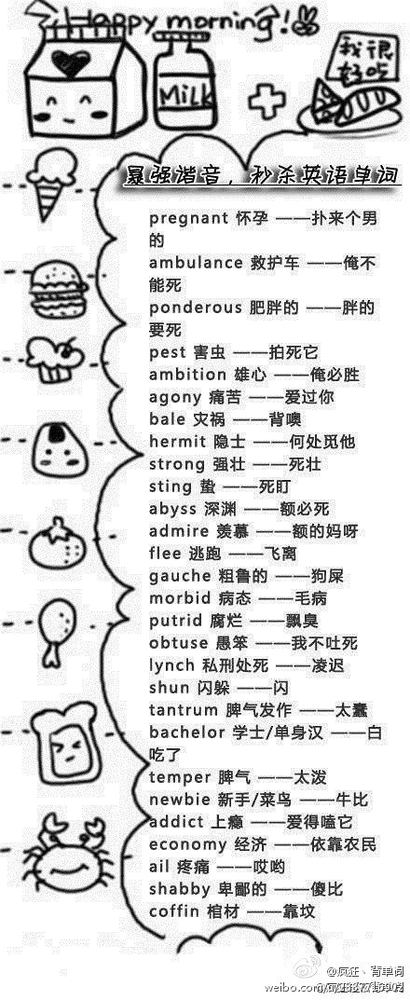 Happy morning!
我很
好吃
MiLK
暴强谐音，秒杀英语单词
pregnant 怀孕 ——扑来个男
的
ambulance 救护车 ——俺不
能死
ponderous 肥胖的 ——胖的
要死
pest 害虫 ——拍死它
ambition 雄心 ——俺必胜
agony 痛苦 ——爱过你
bale 灾祸 ——背噢
hermit 隐士 ——何处觅他
strong 强壮 ——死壮
sting 蛰 ——死盯
abyss 深渊 ——额必死
admire 羡慕 ——额的妈呀
flee 逃跑 ——飞离
gauche 粗鲁的 ——狗屎
morbid 病态 ——毛病
putrid 腐烂 ——飘臭
obtuse 愚笨 ——我不吐死
lynch 私刑处死 ——凌迟
shun 闪躲 ——闪
tantrum 脾气发作 ——太蠢
bachelor 学士/单身汉 ——白
吃了
temper 脾气 ——太泼
newbie 新手/菜鸟 ——牛比
addict 上瘾 ——爱得嗑它
economy 经济 ——依靠农民
ail 疼痛 ——哎哟
shabby 卑鄙的 ——傻比
coffin 棺材 ——靠坟
@疯狂、背单词